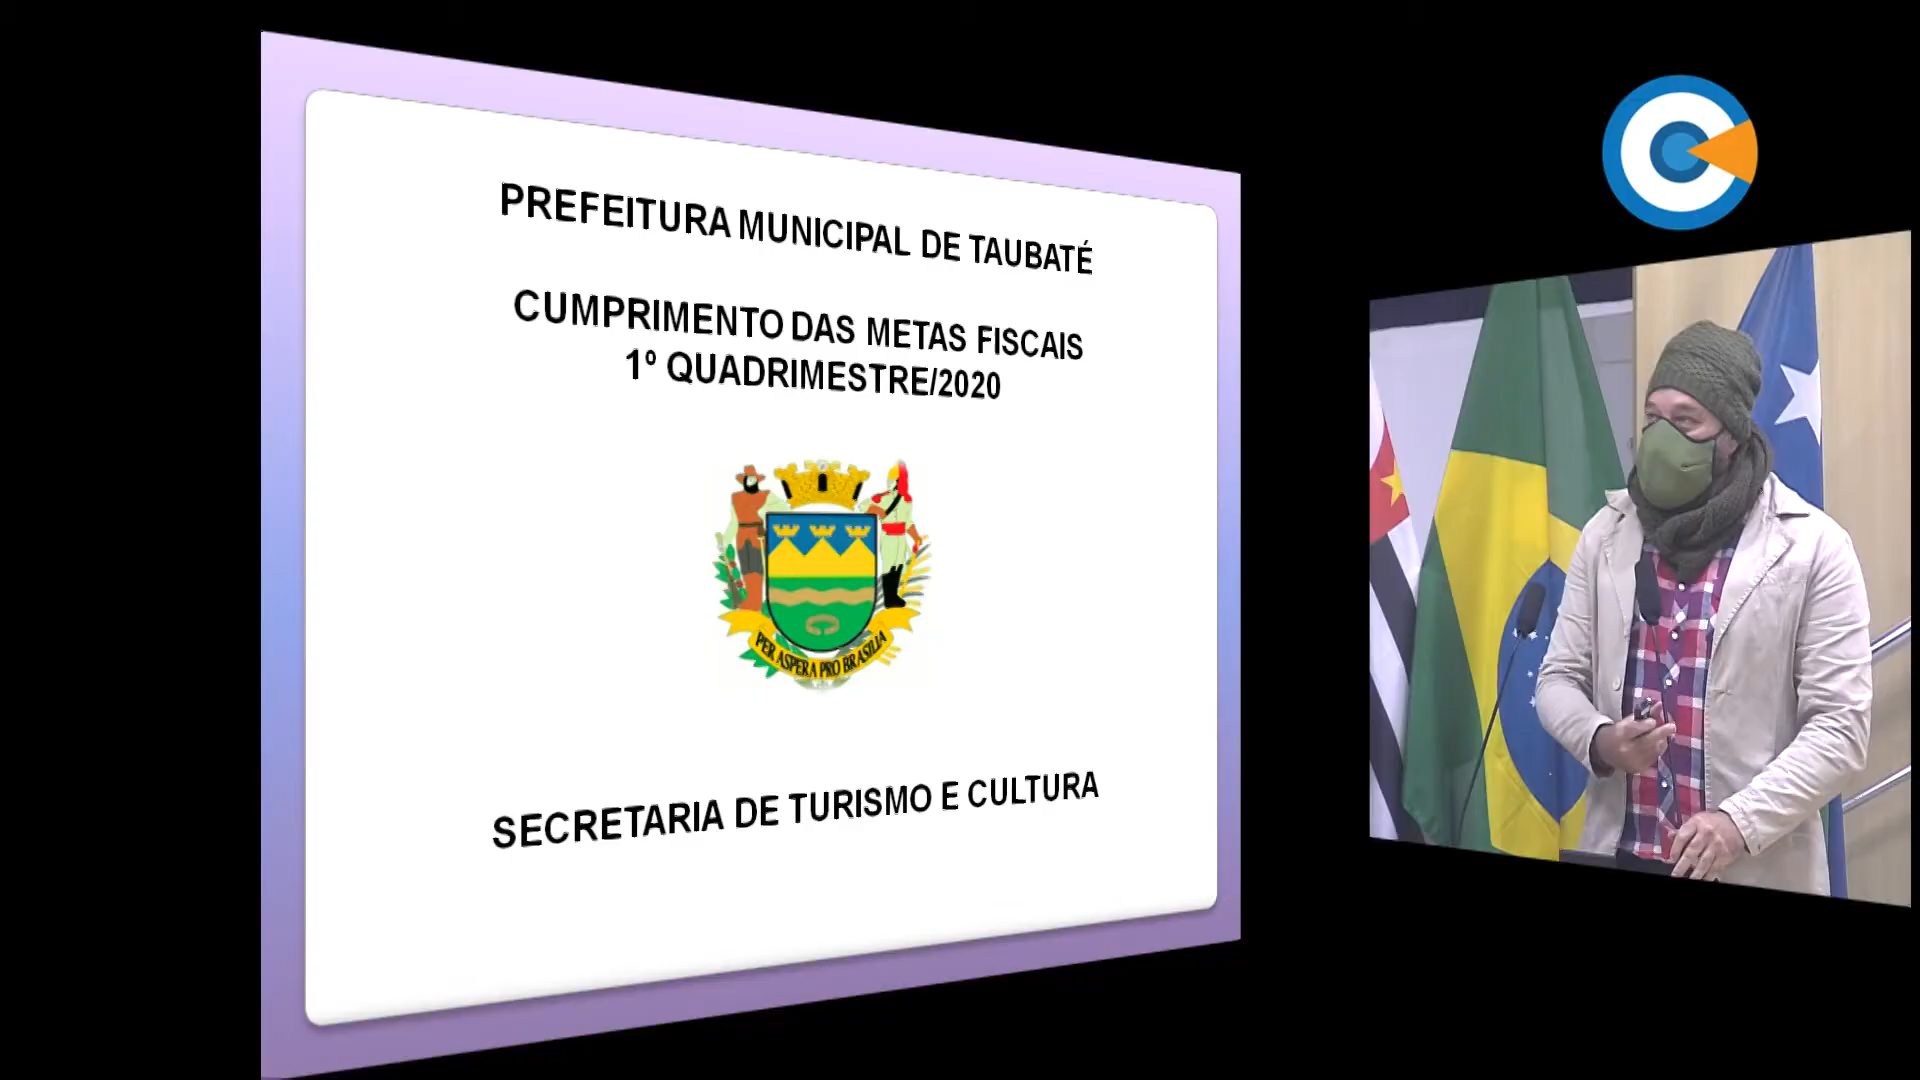 PREFEITURA MUNICIPAL DE TAUBATÉ
CUMPRIMENTO DAS METAS FISCAIS
1º QUADRIMESTRE/2020
PER ASPERA PRO BRASILIA
SECRETARIA DE TURISMO E CULTURA